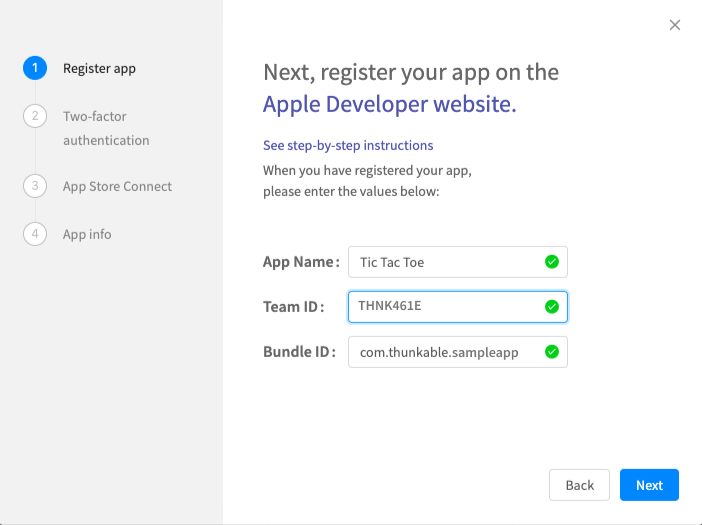 1 Register app
2 Two-factor
authentication
3 App Store Connect
4 App info
Next, register your app on the
Apple Developer website.
See step-by-step instructions
When you have registered your app,
please enter the values below:
App Name: Tic Tac Toe
Team ID: THNK461E
Bundle ID: com.thunkable.sampleapp
Back Next